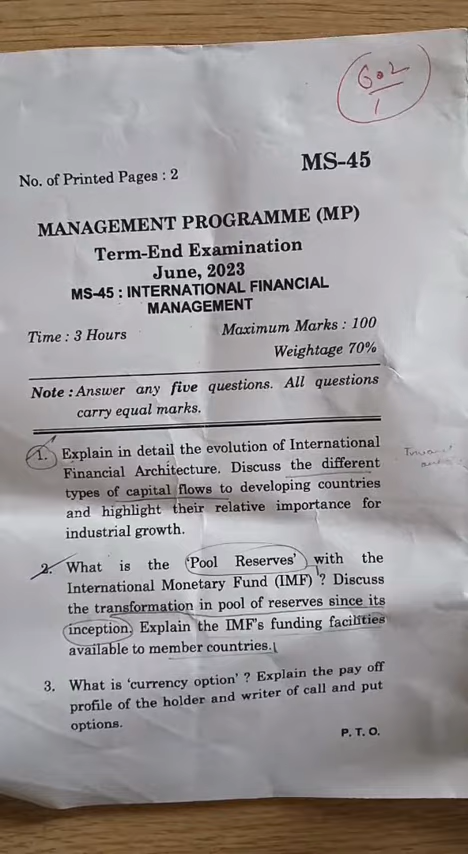 No. of Printed Pages : 2
MS-45
MANAGEMENT PROGRAMME (MP)
Term-End Examination
June, 2023
MS-45 : INTERNATIONAL FINANCIAL
MANAGEMENT
Time : 3 Hours
Maximum Marks : 100
Weightage 70%
Note : Answer any five questions. All questions
carry equal marks.
1. Explain in detail the evolution of International
Financial Architecture. Discuss the different
types of capital flows to developing countries
and highlight their relative importance for
industrial growth.
2. What is the 'Pool Reserves' with the
International Monetary Fund (IMF) ? Discuss
the transformation in pool of reserves since its
inception. Explain the IMF's funding facilities
available to member countries.
3. What is 'currency option' ? Explain the pay off
profile of the holder and writer of call and put
options.
P. T. O.